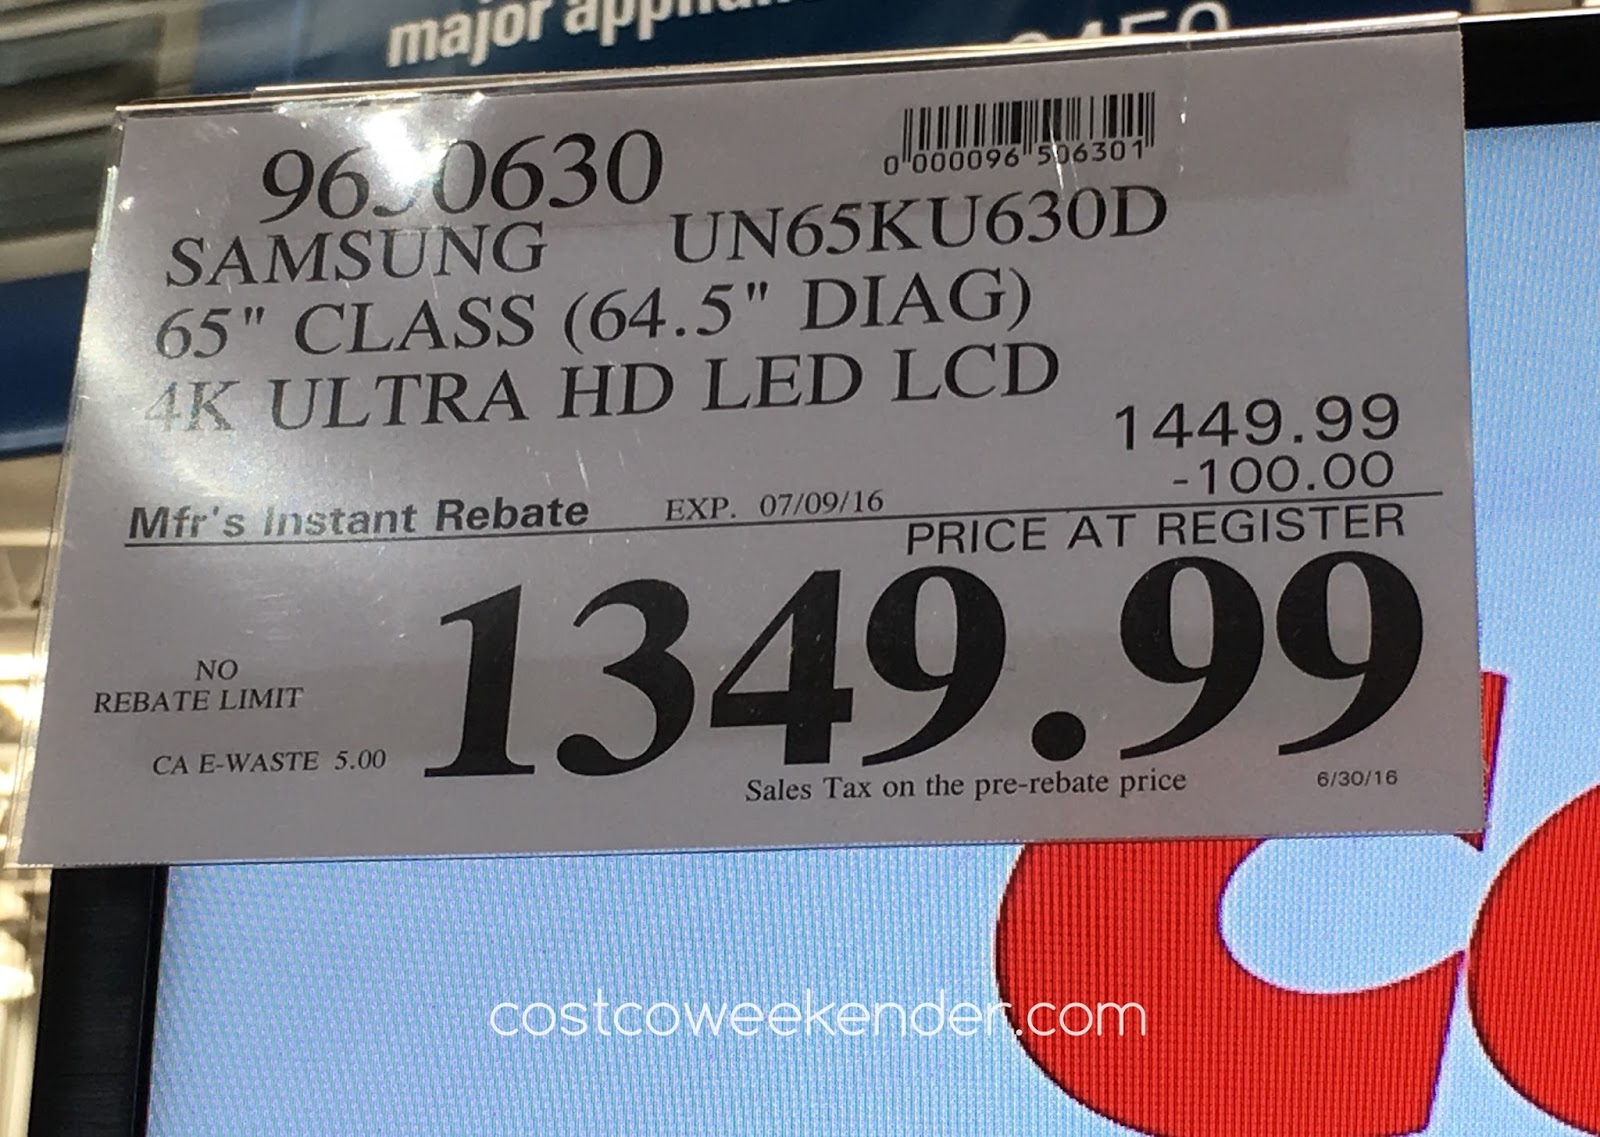 major
9650630
0 000096 506301
SAMSUNG UN65KU630D
65" CLASS (64.5" DIAG)
4K ULTRA HD LED LCD
1449.99
-100.00
Mfr's Instant Rebate EXP. 07/09/16
PRICE AT REGISTER
1349.99
NO
REBATE LIMIT
CA E-WASTE 5.00
Sales Tax on the pre-rebate price 6/30/16
costcoweekender.com